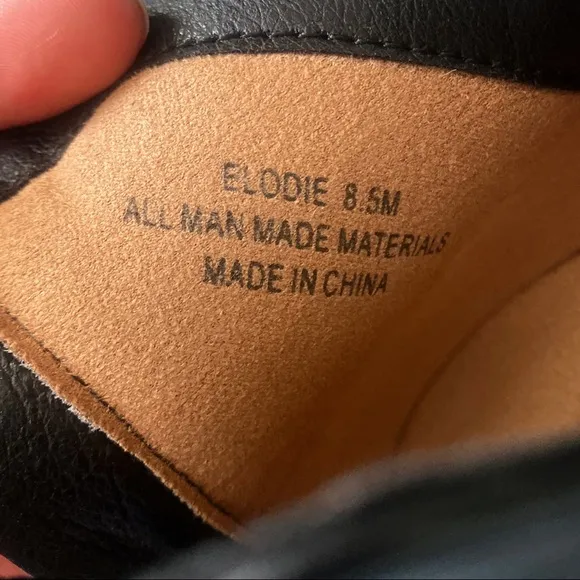 ELODIE 8.5M
ALL MAN MADE MATERIALS
MADE IN CHINA